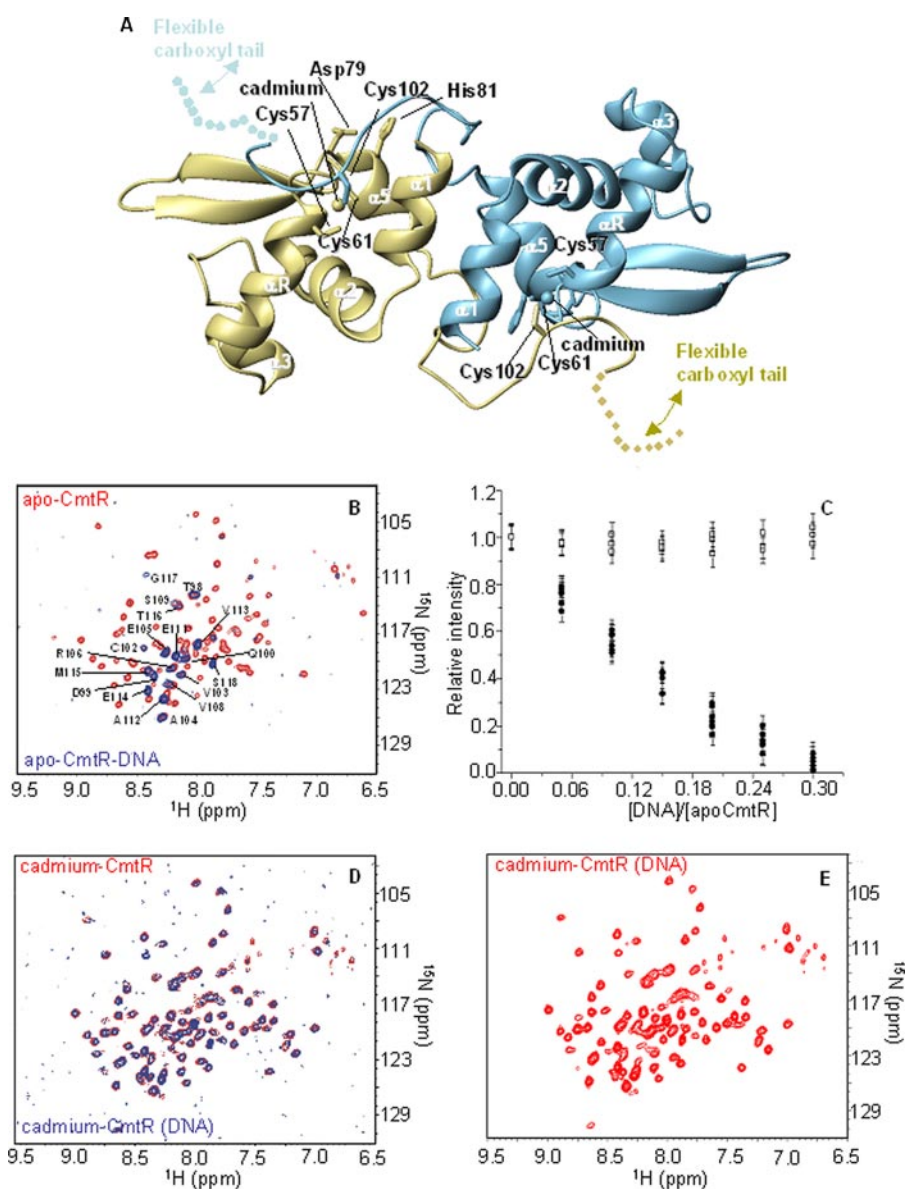 A
Flexible
carboxyl tail
Asp79
cadmium
Cys102
Cys57
His81
α3
α1
α2
α5
αR
Cys57
Cys61
α5
αR
α2
α1
α3
cadmium
Cys61
Cys102
Flexible
carboxyl tail
apo-CmtR
B
G117
T98
S109
T116
V113
E105 E111
C102
R106
Q100
M115
S118
D99
V103
E114
V108
A112
A104
apo-CmtR-DNA
105
111
117
123
129
15N (ppm)
9.5 9.0 8.5 8.0 7.5 7.0 6.5
1H (ppm)
C
1.2
1.0
0.8
0.6
0.4
0.2
0.0
Relative intensity
0.00 0.06 0.12 0.18 0.24 0.30
[DNA]/[apoCmtR]
cadmium-CmtR
D
cadmium-CmtR (DNA)
105
111
117
123
129
15N (ppm)
9.5 9.0 8.5 8.0 7.5 7.0 6.5
1H (ppm)
cadmium-CmtR (DNA)
E
105
111
117
123
129
15N (ppm)
9.5 9.0 8.5 8.0 7.5 7.0 6.5
1H (ppm)